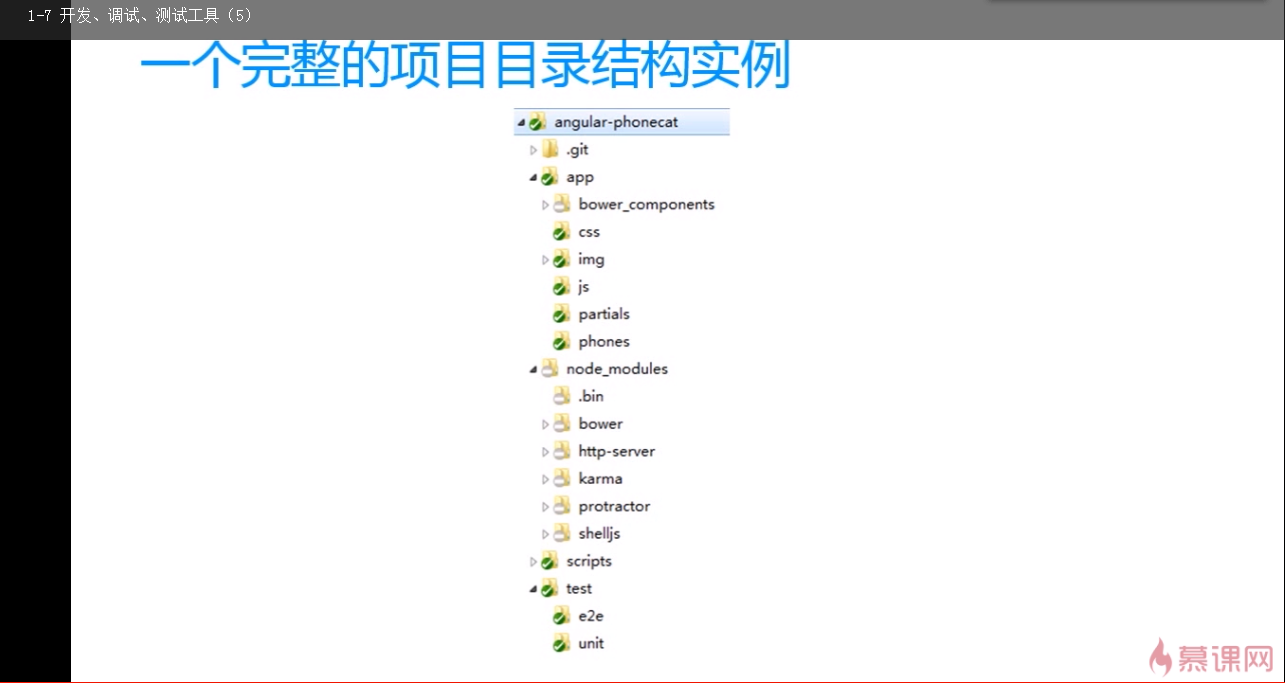 1-7 开发、调试、测试工具（5）
一个完整的项目目录结构实例
angular-phonecat
.git
app
bower_components
css
img
js
partials
phones
node_modules
.bin
bower
http-server
karma
protractor
shelljs
scripts
test
e2e
unit
慕课网